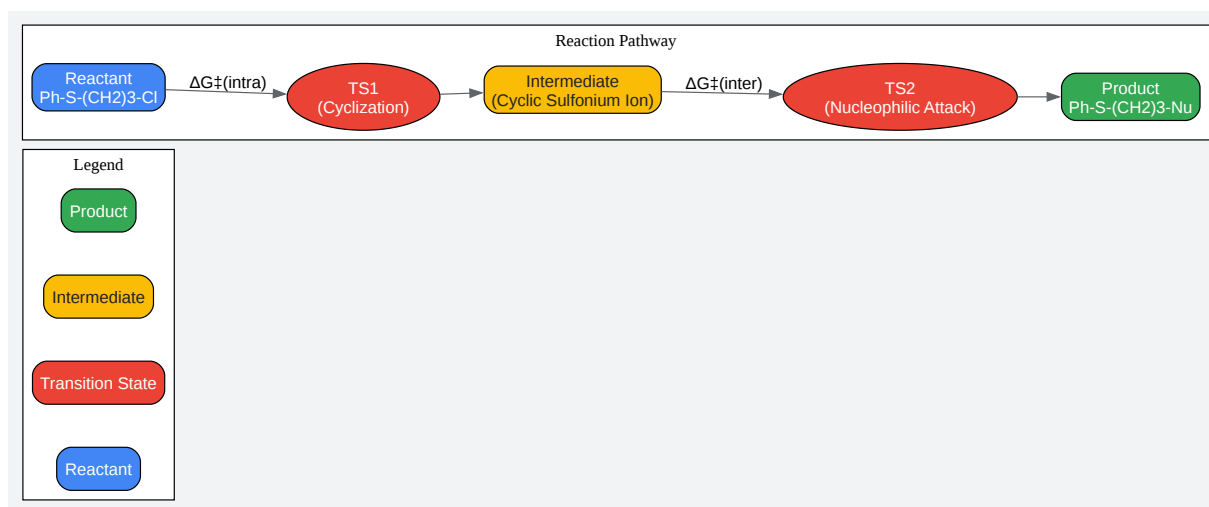 Reaction Pathway
Reactant
Ph-S-(CH2)3-Cl
ΔG‡(intra)
TS1
(Cyclization)
Intermediate
(Cyclic Sulfonium Ion)
ΔG‡(inter)
TS2
(Nucleophilic Attack)
Product
Ph-S-(CH2)3-Nu
Legend
Product
Intermediate
Transition State
Reactant